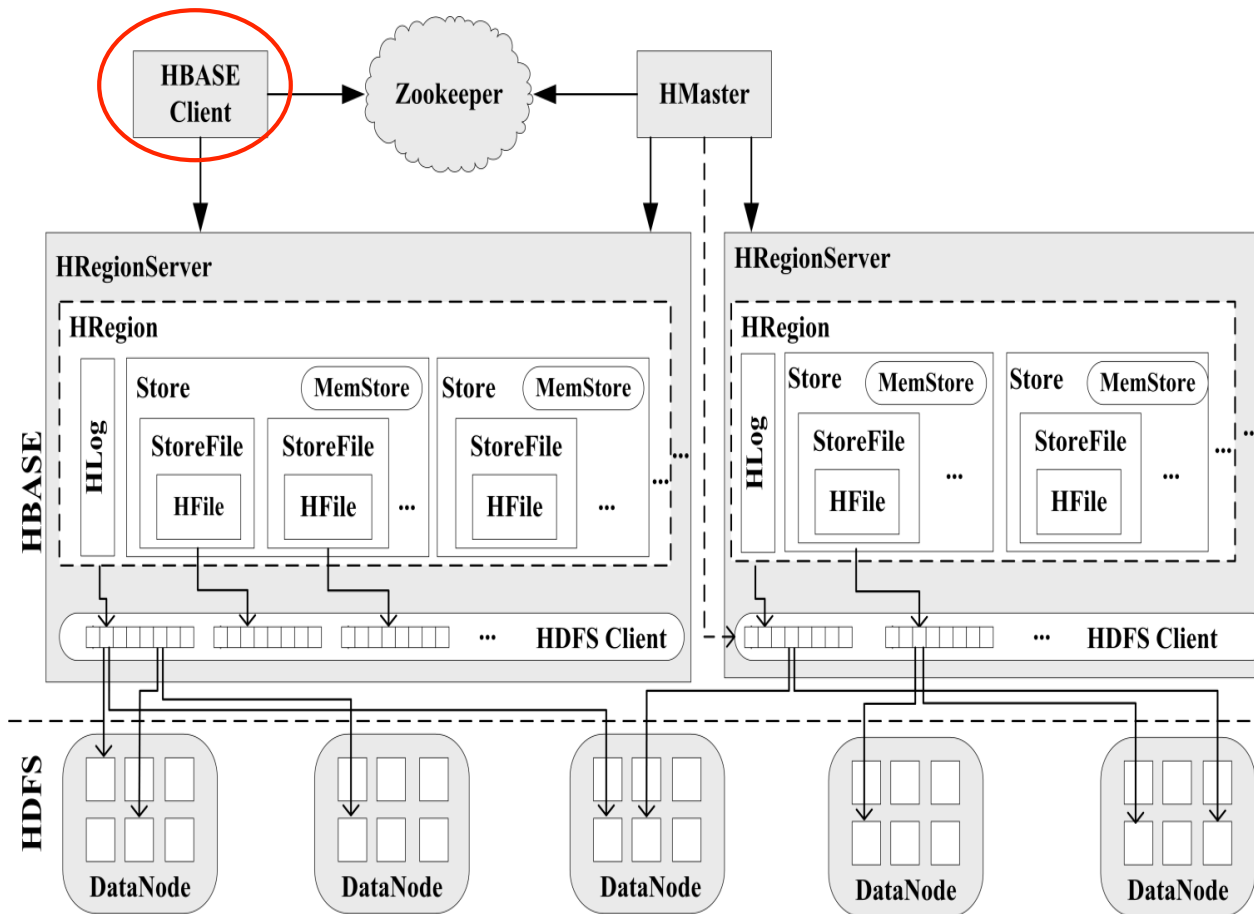 HBASE
Client
Zookeeper
HMaster
HRegionServer
HRegion
HLog
Store
MemStore
StoreFile
HFile
StoreFile
HFile
...
Store
MemStore
StoreFile
HFile
...
...
...
HDFS Client
...
HRegionServer
HRegion
HLog
Store
MemStore
StoreFile
HFile
...
Store
MemStore
StoreFile
HFile
...
...
...
HDFS Client
...
HBASE
HDFS
DataNode
DataNode
DataNode
DataNode
DataNode